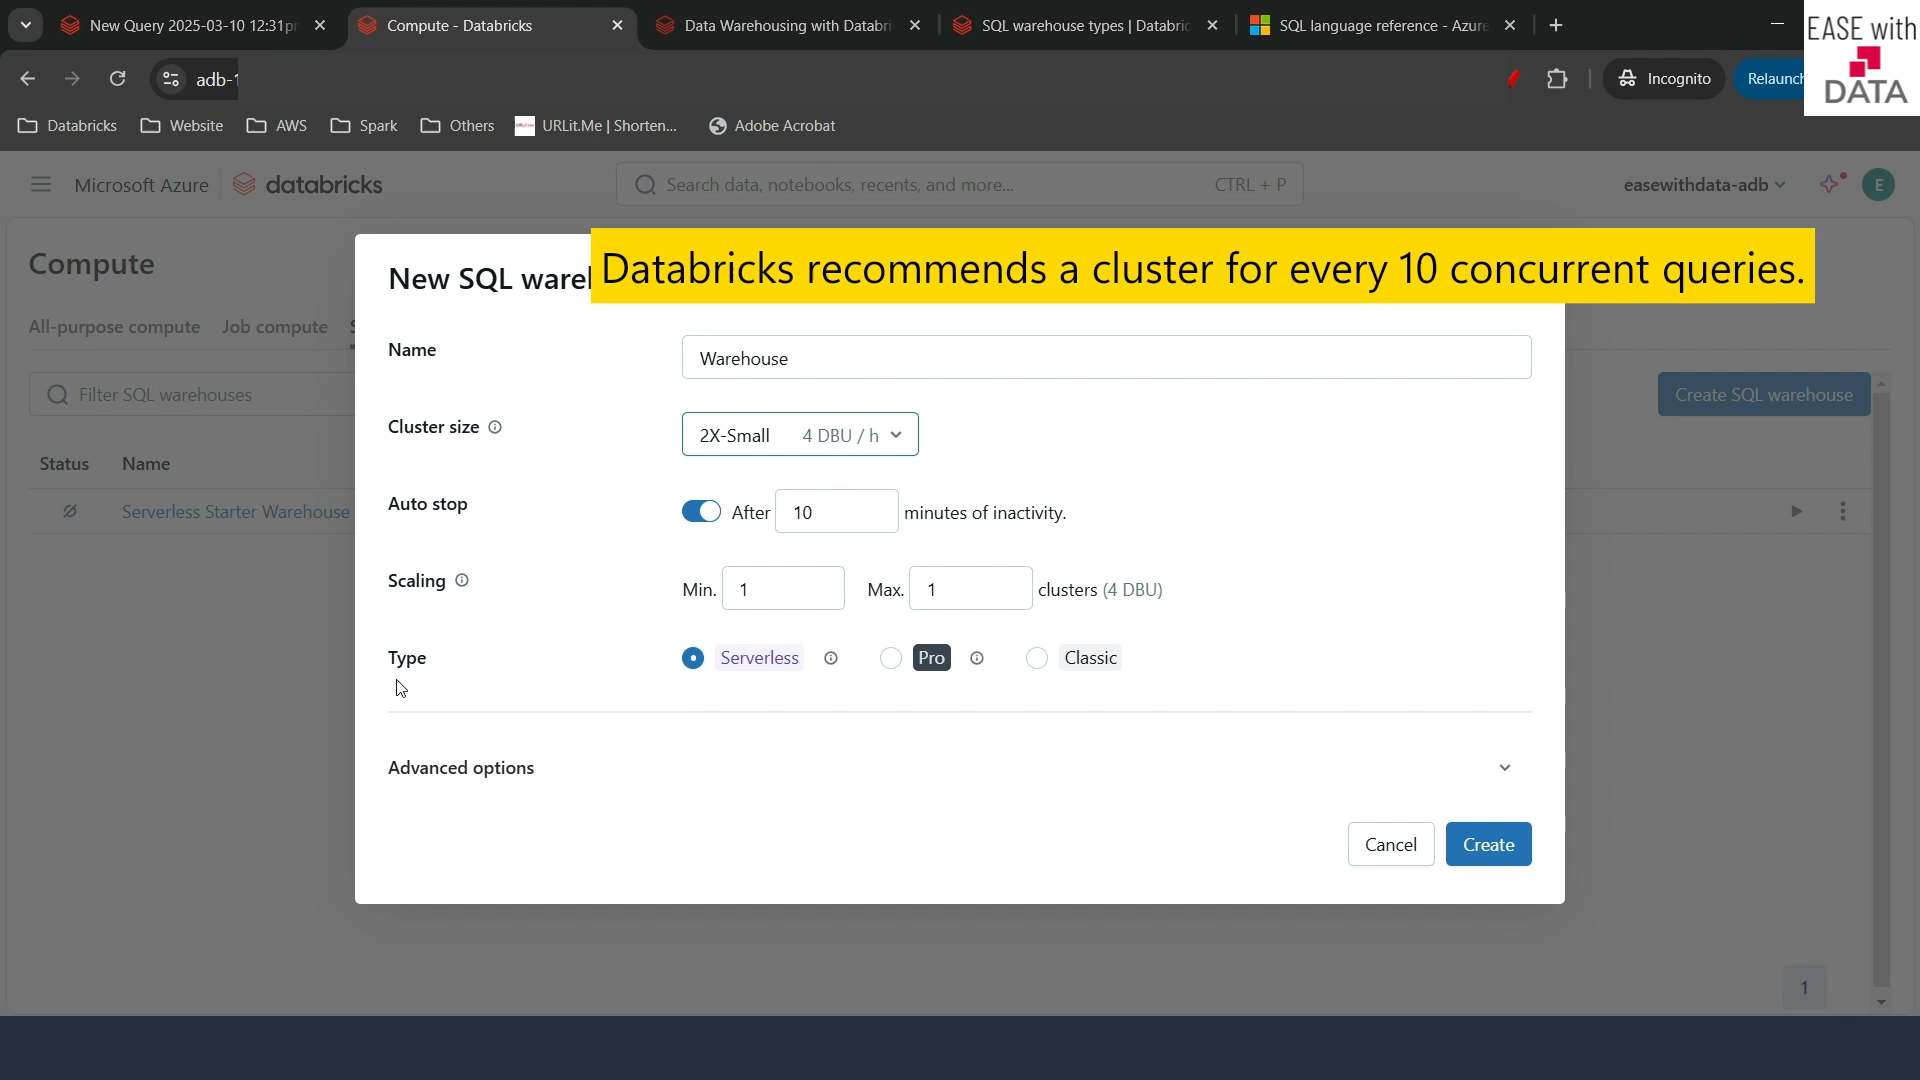 New Query 2025-03-10 12:31
Compute - Databricks
Data Warehousing with Databri
SQL warehouse types | Databric
SQL language reference - Azure
EASE with
DATA
adb-1
Incognito
Relaunch
Databricks
Website
AWS
Spark
Others
URLit.Me | Shorten...
Adobe Acrobat
Microsoft Azure
databricks
Search data, notebooks, recents, and more...
CTRL + P
easewithdata-adb
E
Compute
New SQL
Databricks recommends a cluster for every 10 concurrent queries.
All-purpose compute
Job compute
Name
Warehouse
Filter SQL warehouses
Create SQL warehouse
Cluster size
2X-Small 4 DBU / h
Status
Name
Auto stop
After 10 minutes of inactivity.
Serverless Starter Warehouse
Scaling
Min. 1 Max. 1 clusters (4 DBU)
Type
Serverless
Pro
Classic
Advanced options
Cancel
Create
1